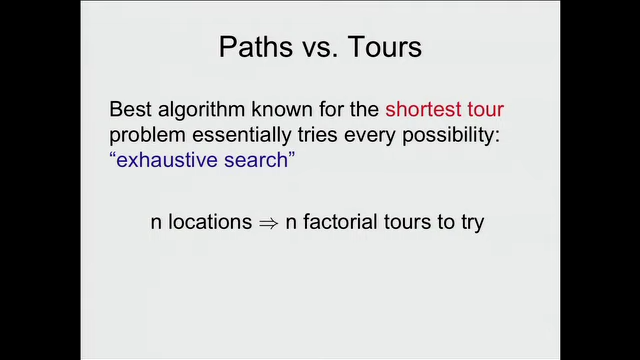 Paths vs. Tours
Best algorithm known for the shortest tour
problem essentially tries every possibility:
“exhaustive search”
n locations ⇒ n factorial tours to try